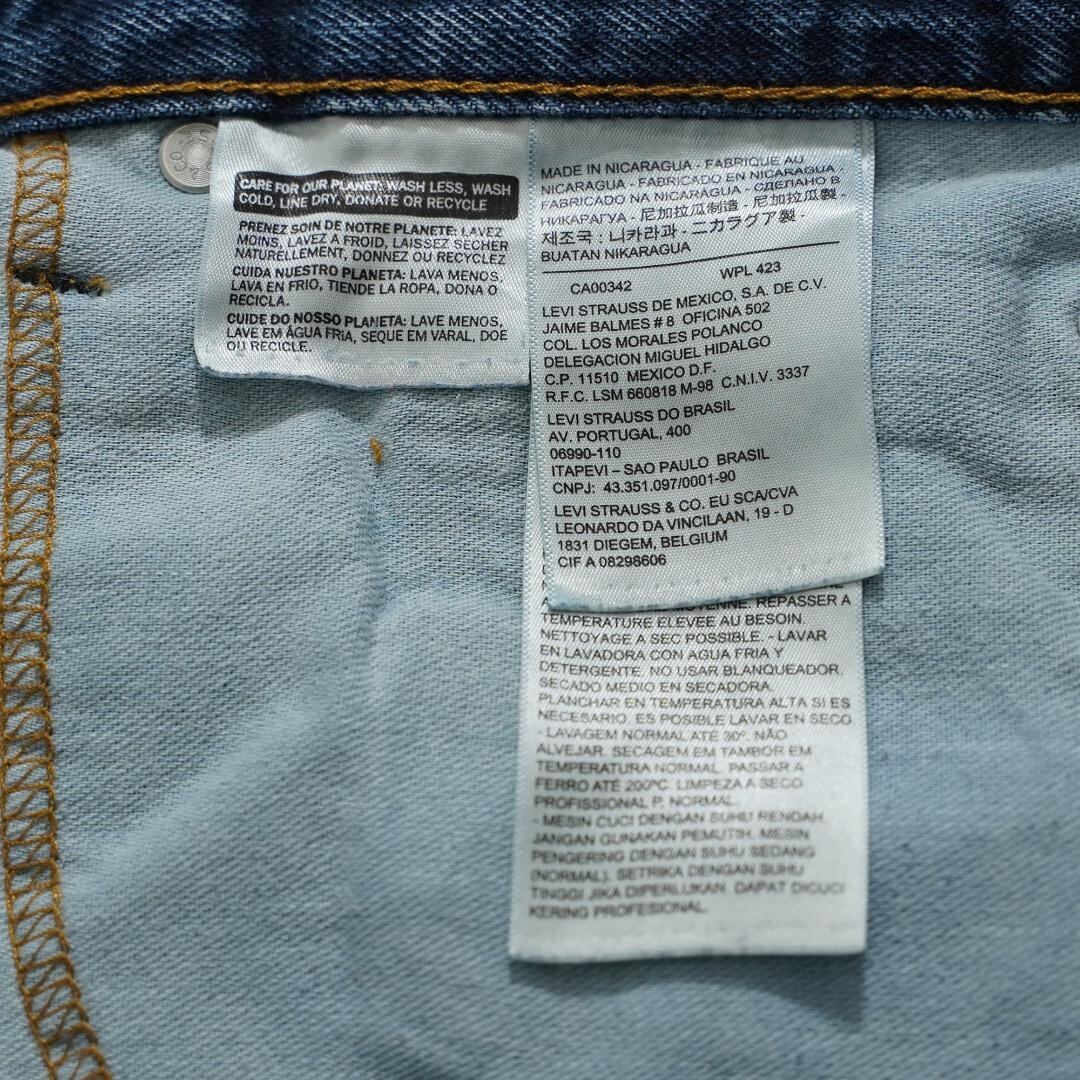 CARE FOR OUR PLANET: WASH LESS, WASH
COLD, LINE DRY, DONATE OR RECYCLE
PRENEZ SOIN DE NOTRE PLANETE: LAVEZ
MOINS, LAVEZ A FROID, LAISSEZ SECHER
NATURELLEMENT, DONNEZ OU RECYCLEZ
CUIDA NUESTRO PLANETA: LAVA MENOS,
LAVA EN FRIO, TIENDE LA ROPA, DONA O
RECICLA.
CUIDE DO NOSSO PLANETA: LAVE MENOS,
LAVE EM ÁGUA FRIA, SEQUE EM VARAL, DOE
OU RECICLE.
MADE IN NICARAGUA - FABRIQUE AU
NICARAGUA - FABRICADO EN NICARAGUA -
FABRICADO NA NICARÁGUA - СДЕЛАНО В
НИКАРАГУА - 尼加拉瓜制造 - 尼加拉瓜製 -
제조국 : 니카라과 - ニカラグア製 -
BUATAN NIKARAGUA
WPL 423
CA00342
LEVI STRAUSS DE MEXICO, S.A. DE C.V.
JAIME BALMES # 8 OFICINA 502
COL. LOS MORALES POLANCO
DELEGACION MIGUEL HIDALGO
C.P. 11510 MEXICO D.F.
R.F.C. LSM 660818 M-98 C.N.I.V. 3337
LEVI STRAUSS DO BRASIL
AV. PORTUGAL, 400
06990-110
ITAPEVI – SAO PAULO BRASIL
CNPJ: 43.351.097/0001-90
LEVI STRAUSS & CO. EU SCA/CVA
LEONARDO DA VINCILAAN, 19 - D
1831 DIEGEM, BELGIUM
CIF A 08298606
MOYENNE. REPASSER A
TEMPERATURE ELEVEE AU BESOIN.
NETTOYAGE A SEC POSSIBLE. - LAVAR
EN LAVADORA CON AGUA FRIA Y
DETERGENTE. NO USAR BLANQUEADOR.
SECADO MEDIO EN SECADORA.
PLANCHAR EN TEMPERATURA ALTA SI ES
NECESARIO. ES POSIBLE LAVAR EN SECO
- LAVAGEM NORMAL ATÉ 30º. NÃO
ALVEJAR. SECAGEM EM TAMBOR EM
TEMPERATURA NORMAL. PASSAR A
FERRO ATÉ 200ºC. LIMPEZA A SECO
PROFISSIONAL P. NORMAL.
- MESIN CUCI DENGAN SUHU RENDAH.
JANGAN GUNAKAN PEMUTIH. MESIN
PENGERING DENGAN SUHU SEDANG
(NORMAL). SETRIKA DENGAN SUHU
TINGGI JIKA DIPERLUKAN. DAPAT DICUCI
KERING PROFESIONAL.